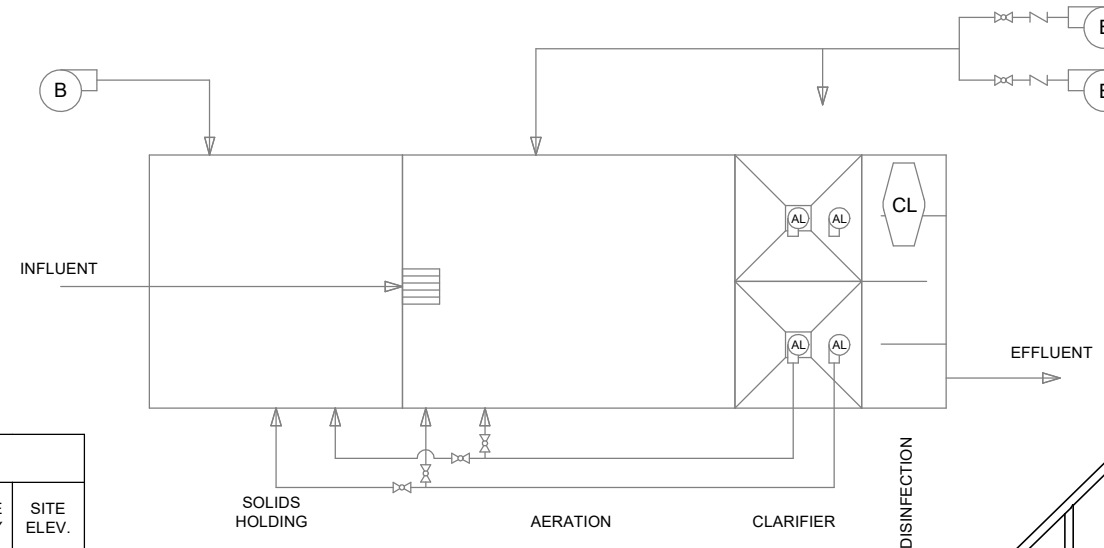 B
INFLUENT
AL
AL
CL
AL
AL
EFFLUENT
SITE
ELEV.
SOLIDS
HOLDING
AERATION
CLARIFIER
DISINFECTION